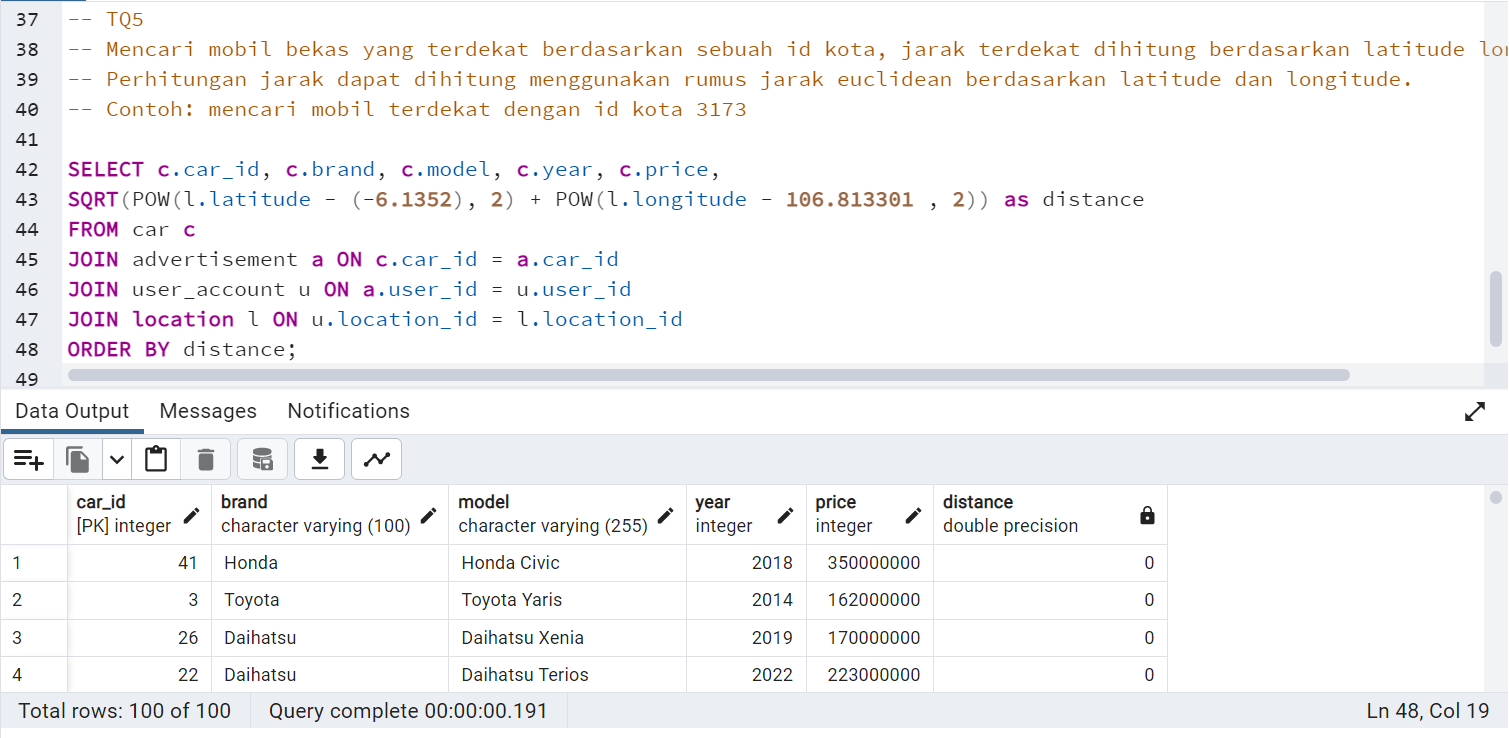 37 -- TQ5
38 -- Mencari mobil bekas yang terdekat berdasarkan sebuah id kota, jarak terdekat dihitung berdasarkan latitude
39 -- Perhitungan jarak dapat dihitung menggunakan rumus jarak euclidean berdasarkan latitude dan longitude.
40 -- Contoh: mencari mobil terdekat dengan id kota 3173
41
42 SELECT c.car_id, c.brand, c.model, c.year, c.price,
43 SQRT(POW(l.latitude - (-6.1352), 2) + POW(l.longitude - 106.813301 , 2)) as distance
44 FROM car c
45 JOIN advertisement a ON c.car_id = a.car_id
46 JOIN user_account u ON a.user_id = u.user_id
47 JOIN location l ON u.location_id = l.location_id
48 ORDER BY distance;
49
Data Output Messages Notifications
car_id brand model year price distance
[PK] integer character varying (100) character varying (255) integer integer double precision
1 41 Honda Honda Civic 2018 350000000 0
2 3 Toyota Toyota Yaris 2014 162000000 0
3 26 Daihatsu Daihatsu Xenia 2019 170000000 0
4 22 Daihatsu Daihatsu Terios 2022 223000000 0
Total rows: 100 of 100 Query complete 00:00:00.191 Ln 48, Col 19